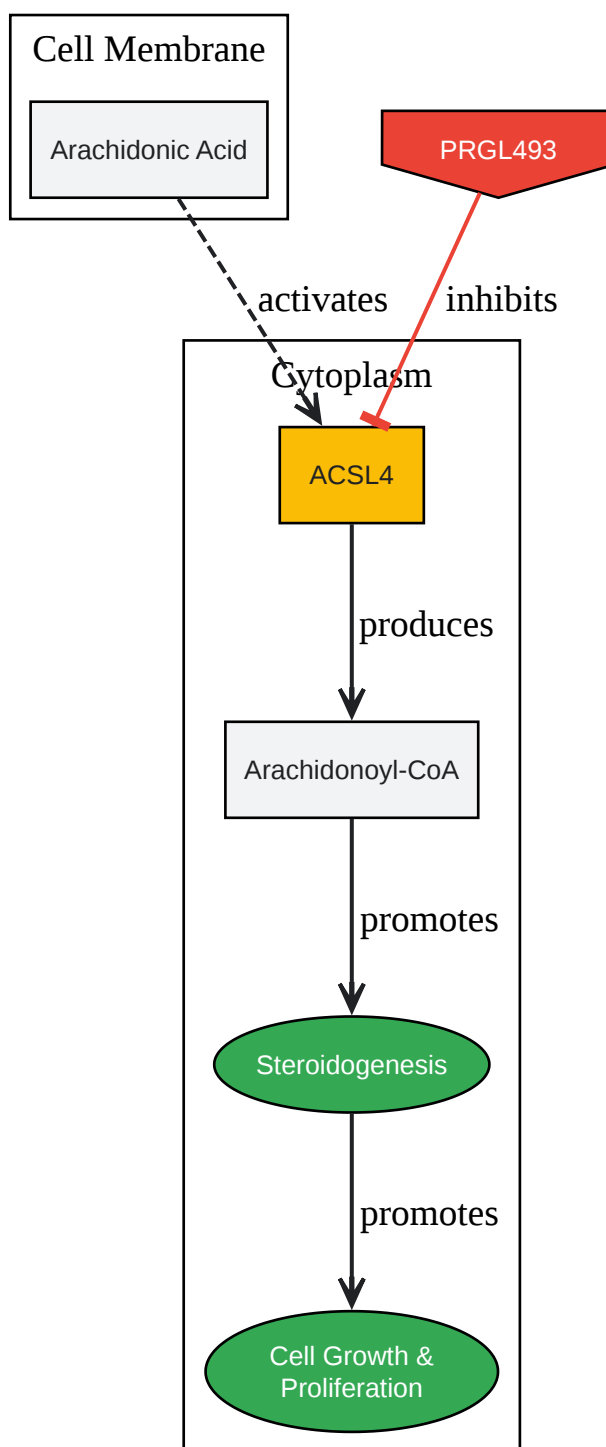 Cell Membrane
Arachidonic Acid
PRGL493
activates
inhibits
Cytoplasm
ACSL4
produces
Arachidonoyl-CoA
promotes
Steroidogenesis
promotes
Cell Growth &
Proliferation